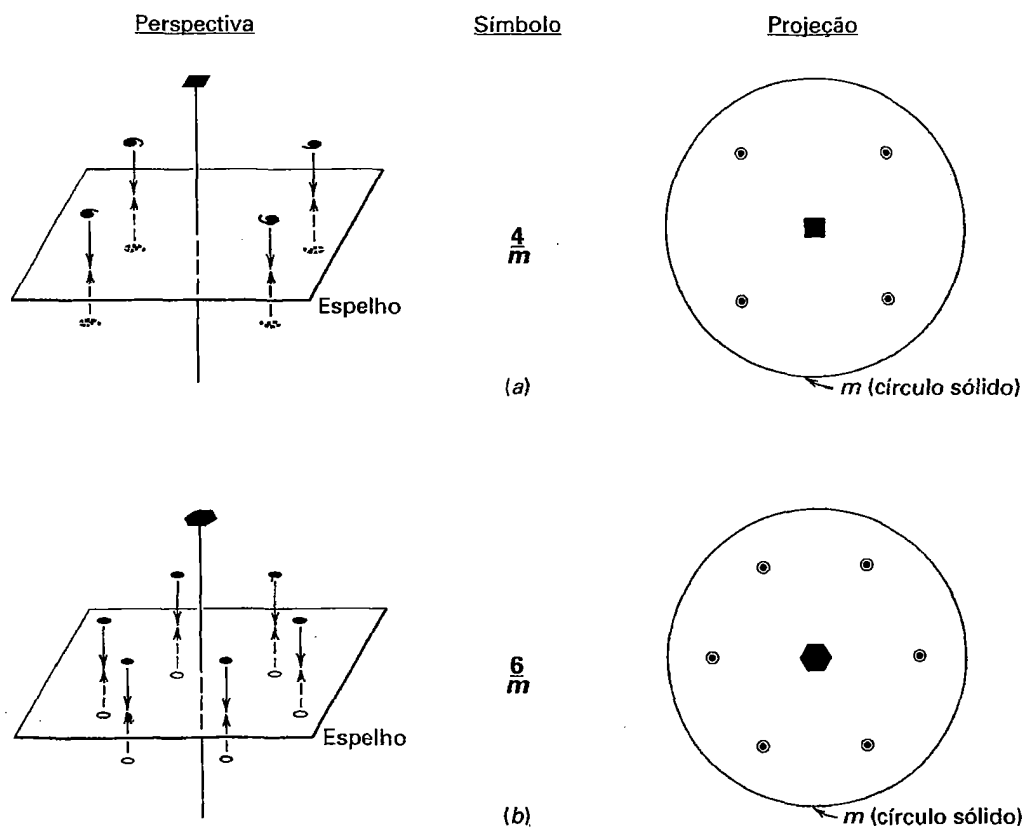 Perspectiva Símbolo Projeção
4
m
Espelho
(a)
m (círculo sólido)
6
m
Espelho
(b)
m (círculo sólido)